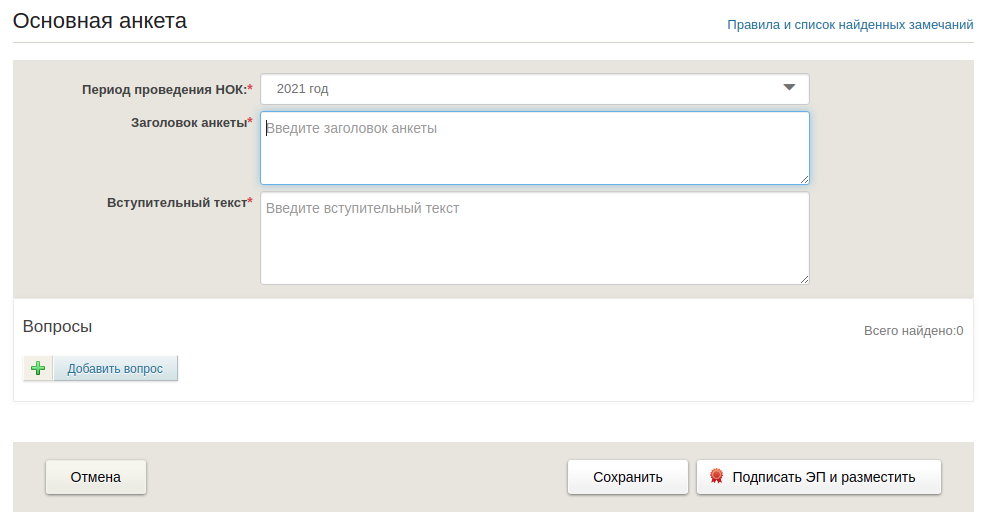 Основная анкета
Правила и список найденных замечаний
Период проведения НОК:*
2021 год
Заголовок анкеты*
Введите заголовок анкеты
Вступительный текст*
Введите вступительный текст
Вопросы
Всего найдено:0
Добавить вопрос
Отмена
Сохранить
Подписать ЭП и разместить